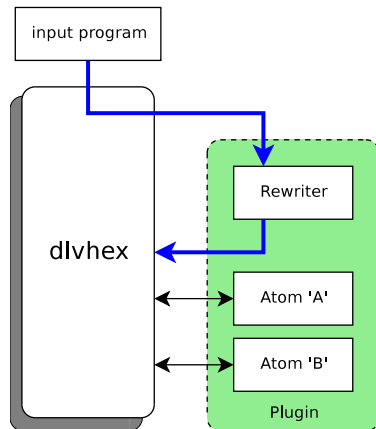 input program
Rewriter
dlvhex
Atom 'A'
Atom 'B'
Plugin